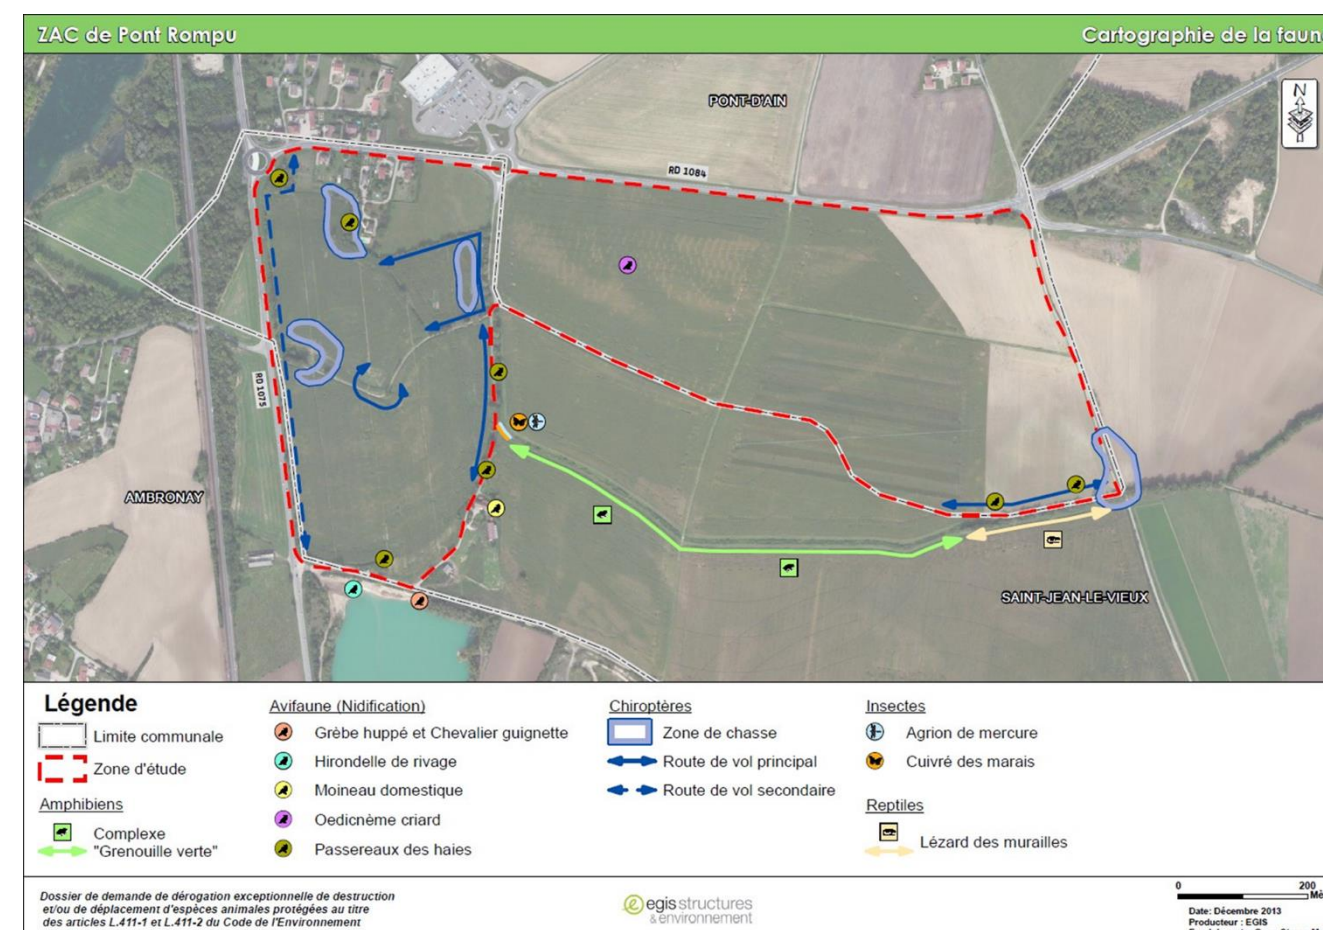 ZAC de Pont Rompu
Cartographie de la faun
N
PONT-D'AIN
RD 1084
RD 1075
AMBRONAY
SAINT-JEAN-LE-VIEUX
Légende
Limite communale
Zone d'étude
Amphibiens
Complexe
"Grenouille verte"
Avifaune (Nidification)
Grèbe huppé et Chevalier guignette
Hirondelle de rivage
Moineau domestique
Oedicnème criard
Passereaux des haies
Chiroptères
Zone de chasse
Route de vol principal
Route de vol secondaire
Insectes
Agrion de mercure
Cuivré des marais
Reptiles
Lézard des murailles
Dossier de demande de dérogation exceptionnelle de destruction
et/ou de déplacement d'espèces animales protégées au titre
des articles L.411-1 et L.411-2 du Code de l'Environnement
egis structures
& environnement
0 200
Mè
Date: Décembre 2013
Producteur : EGIS